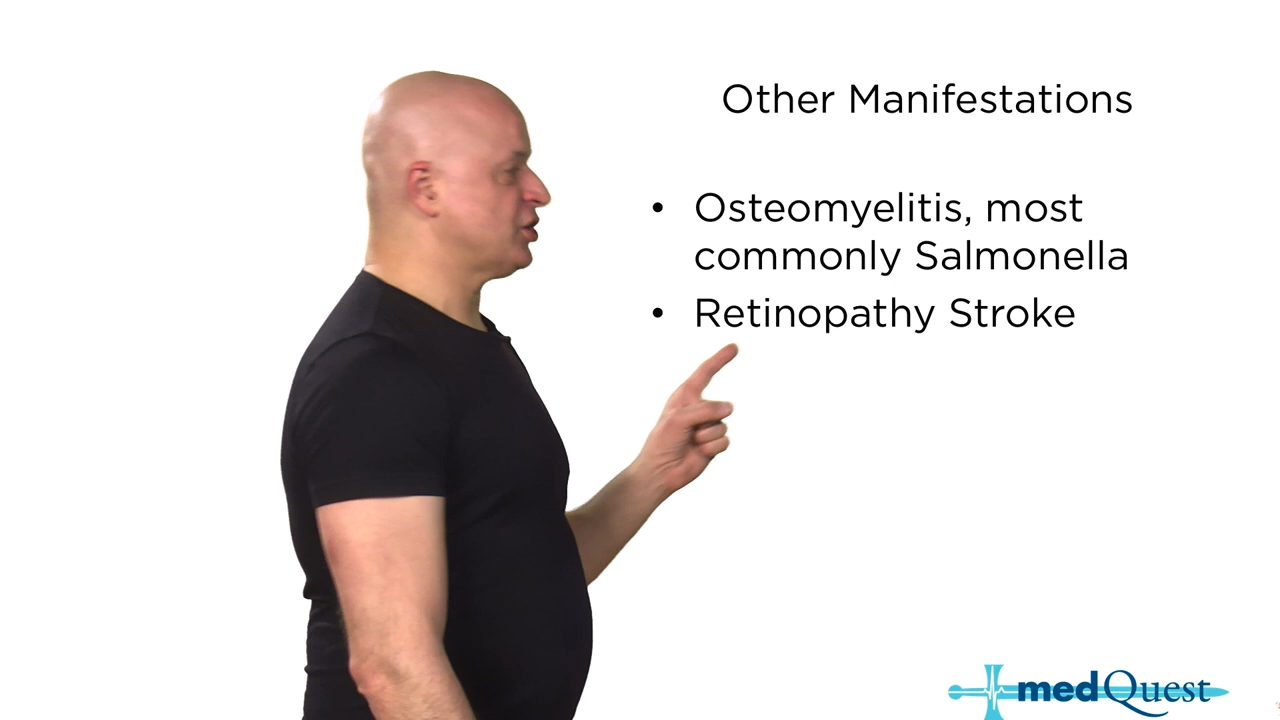 Other Manifestations
• Osteomyelitis, most
commonly Salmonella
• Retinopathy Stroke
medQuest